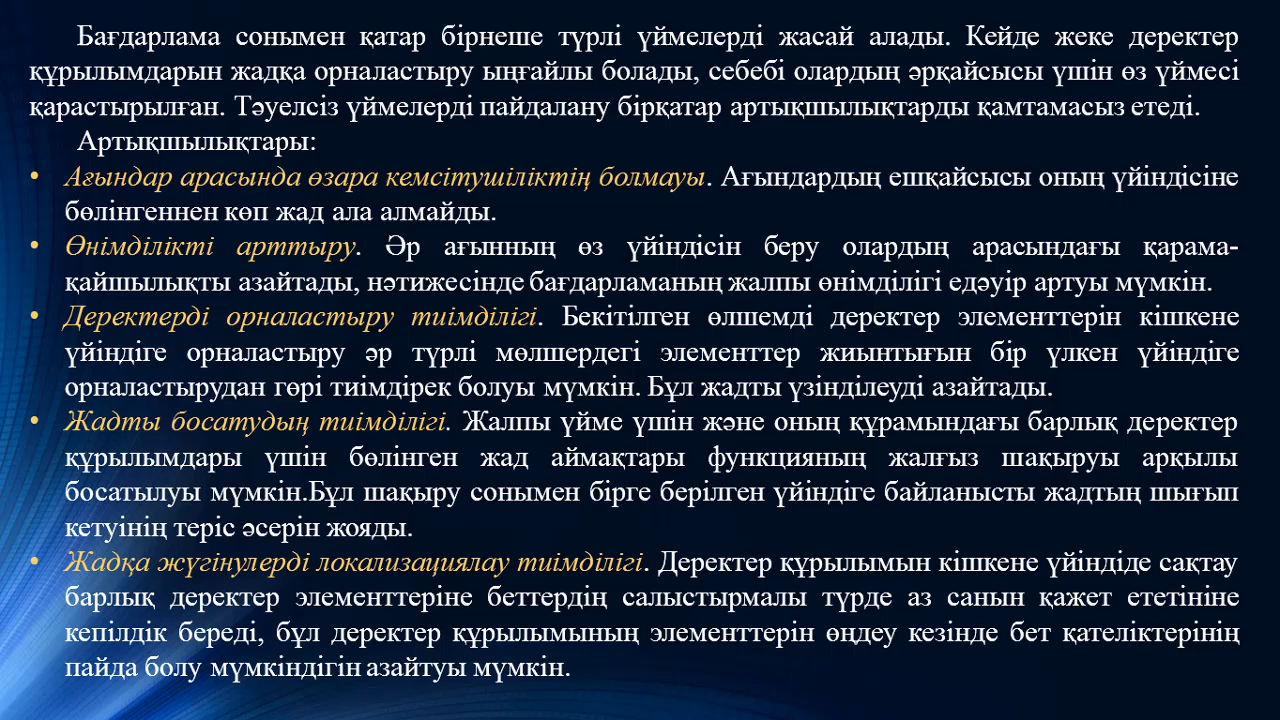 Бағдарлама сонымен қатар бірнеше түрлі үймелерді жасай алады. Кейде жеке деректер
құрылымдарын жадқа орналастыру ыңғайлы болады, себебі олардың әрқайсысы үшін өз үймесі
қарастырылған. Тәуелсіз үймелерді пайдалану бірқатар артықшылықтарды қамтамасыз етеді.
Артықшылықтары:
• Ағындар арасында өзара кемсітушіліктің болмауы. Ағындардың ешқайсысы оның үйіндісіне
бөлінгеннен көп жад ала алмайды.
• Өнімділікті арттыру. Әр ағынның өз үйіндісін беру олардың арасындағы қарама-
қайшылықты азайтады, нәтижесінде бағдарламаның жалпы өнімділігі едәуір артуы мүмкін.
• Деректерді орналастыру тиімділігі. Бекітілген өлшемді деректер элементтерін кішкене
үйіндіге орналастыру әр түрлі мөлшердегі элементтер жиынтығын бір үлкен үйіндіге
орналастырудан гөрі тиімдірек болуы мүмкін. Бұл жадты үзінділеуді азайтады.
• Жадты босатудың тиімділігі. Жалпы үйме үшін және оның құрамындағы барлық деректер
құрылымдары үшін бөлінген жад аймақтары функцияның жалғыз шақыруы арқылы
босатылуы мүмкін.Бұл шақыру сонымен бірге берілген үйіндіге байланысты жадтың шығып
кетуінің теріс әсерін жояды.
• Жадқа жүгінулерді локализациялау тиімділігі. Деректер құрылымын кішкене үйіндіде сақтау
барлық деректер элементтеріне беттердің салыстырмалы түрде аз санын қажет ететініне
кепілдік береді, бұл деректер құрылымының элементтерін өңдеу кезінде бет қателіктерінің
пайда болу мүмкіндігін азайтуы мүмкін.